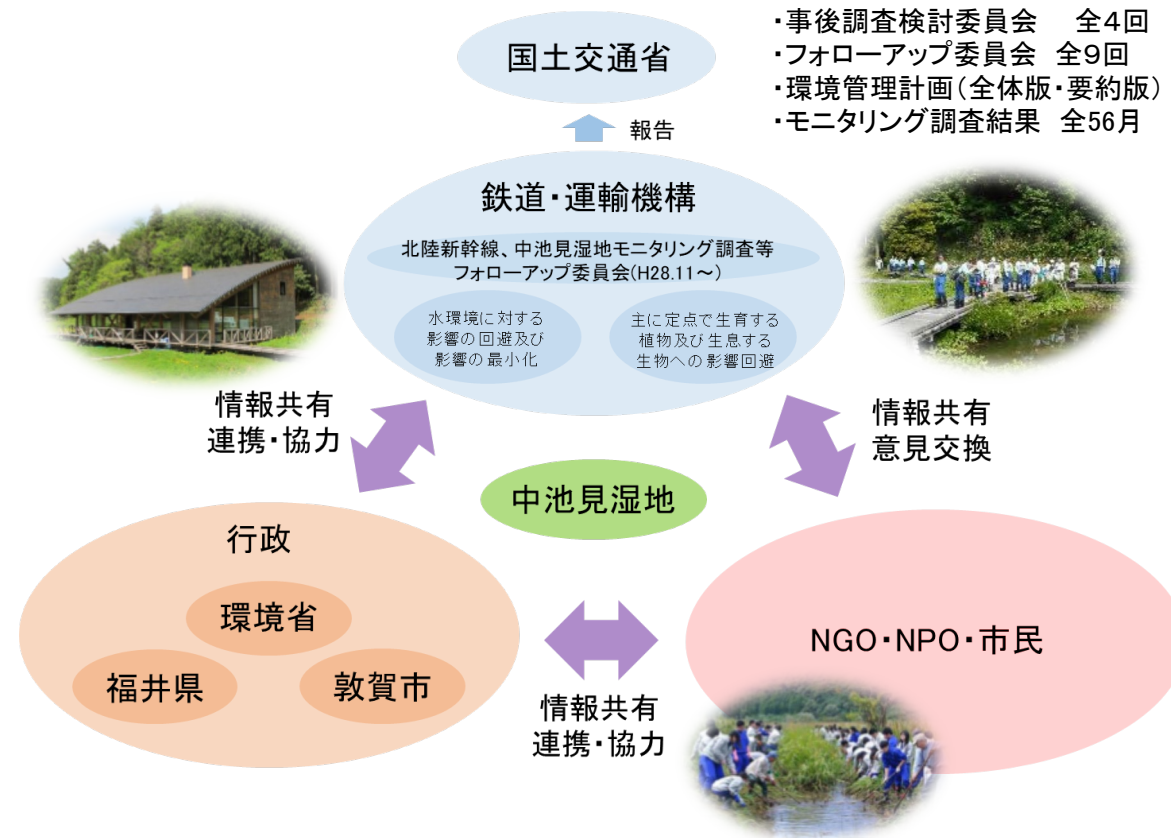 ・事後調査検討委員会　全4回
・フォローアップ委員会　全9回
・環境管理計画(全体版・要約版)
・モニタリング調査結果　全56月
国土交通省
報告
鉄道・運輸機構
北陸新幹線、中池見湿地モニタリング調査等
フォローアップ委員会(H28.11～)
水環境に対する
影響の回避及び
影響の最小化
主に定点で生育する
植物及び生息する
生物への影響回避
情報共有
連携・協力
情報共有
意見交換
中池見湿地
行政
環境省
福井県
敦賀市
NGO・NPO・市民
情報共有
連携・協力